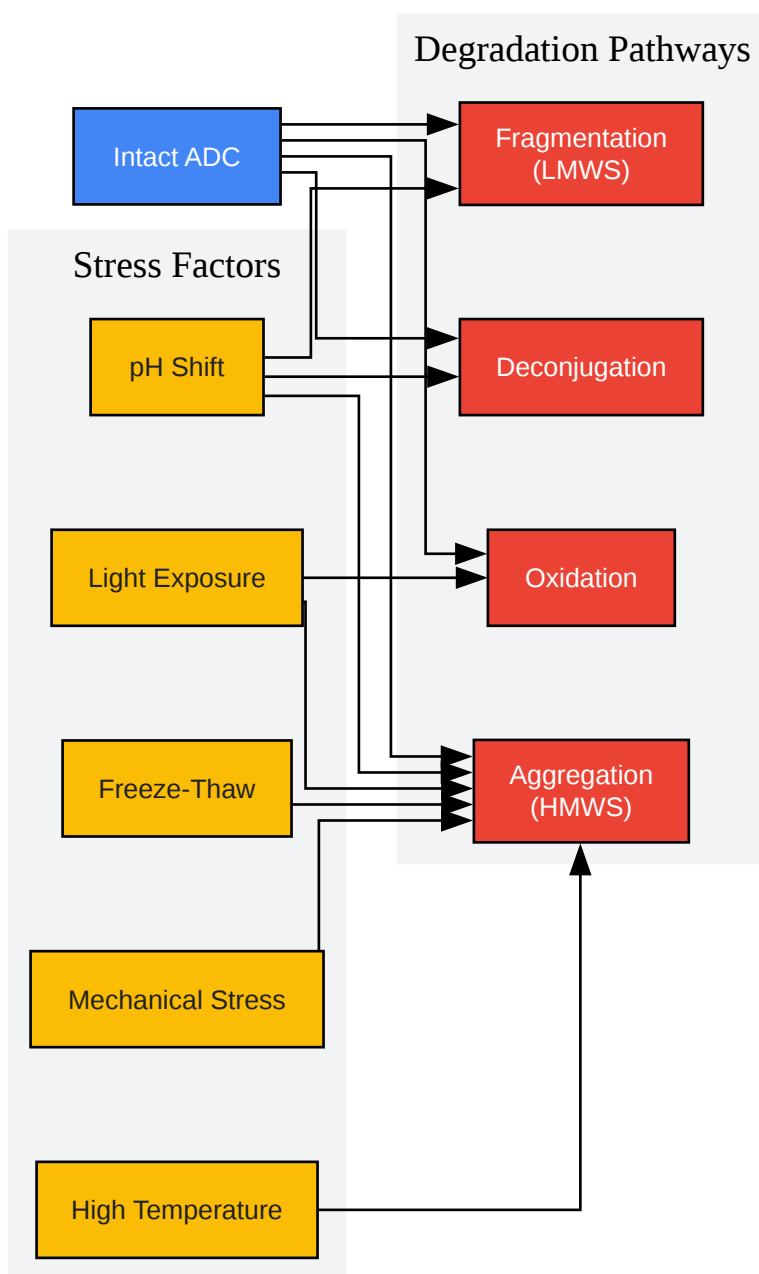 Degradation Pathways
Intact ADC
Fragmentation
(LMWS)
Stress Factors
pH Shift
Deconjugation
Light Exposure
Oxidation
Freeze-Thaw
Aggregation
(HMWS)
Mechanical Stress
High Temperature